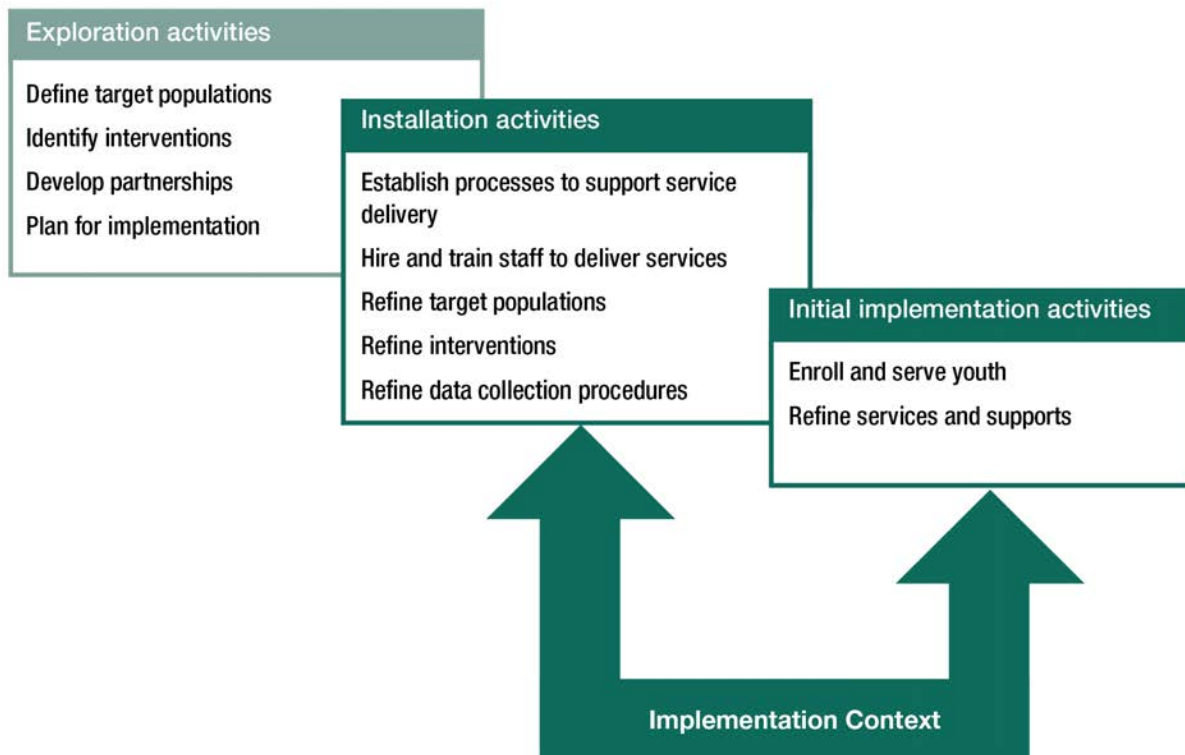 Exploration activities
Define target populations
Identify interventions
Develop partnerships
Plan for implementation
Installation activities
Establish processes to support service
delivery
Hire and train staff to deliver services
Refine target populations
Refine interventions
Refine data collection procedures
Initial implementation activities
Enroll and serve youth
Refine services and supports
Implementation Context